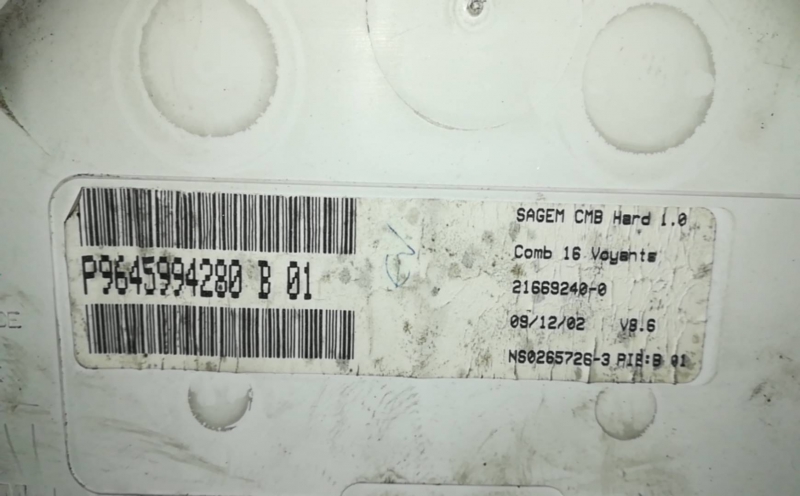 P9645994280 B 01
SAGEM CMB Hard 1.0
Comb 16 Voyants
21669240-0
09/12/02 V8.6
NS0265726-3 PIE:B 01